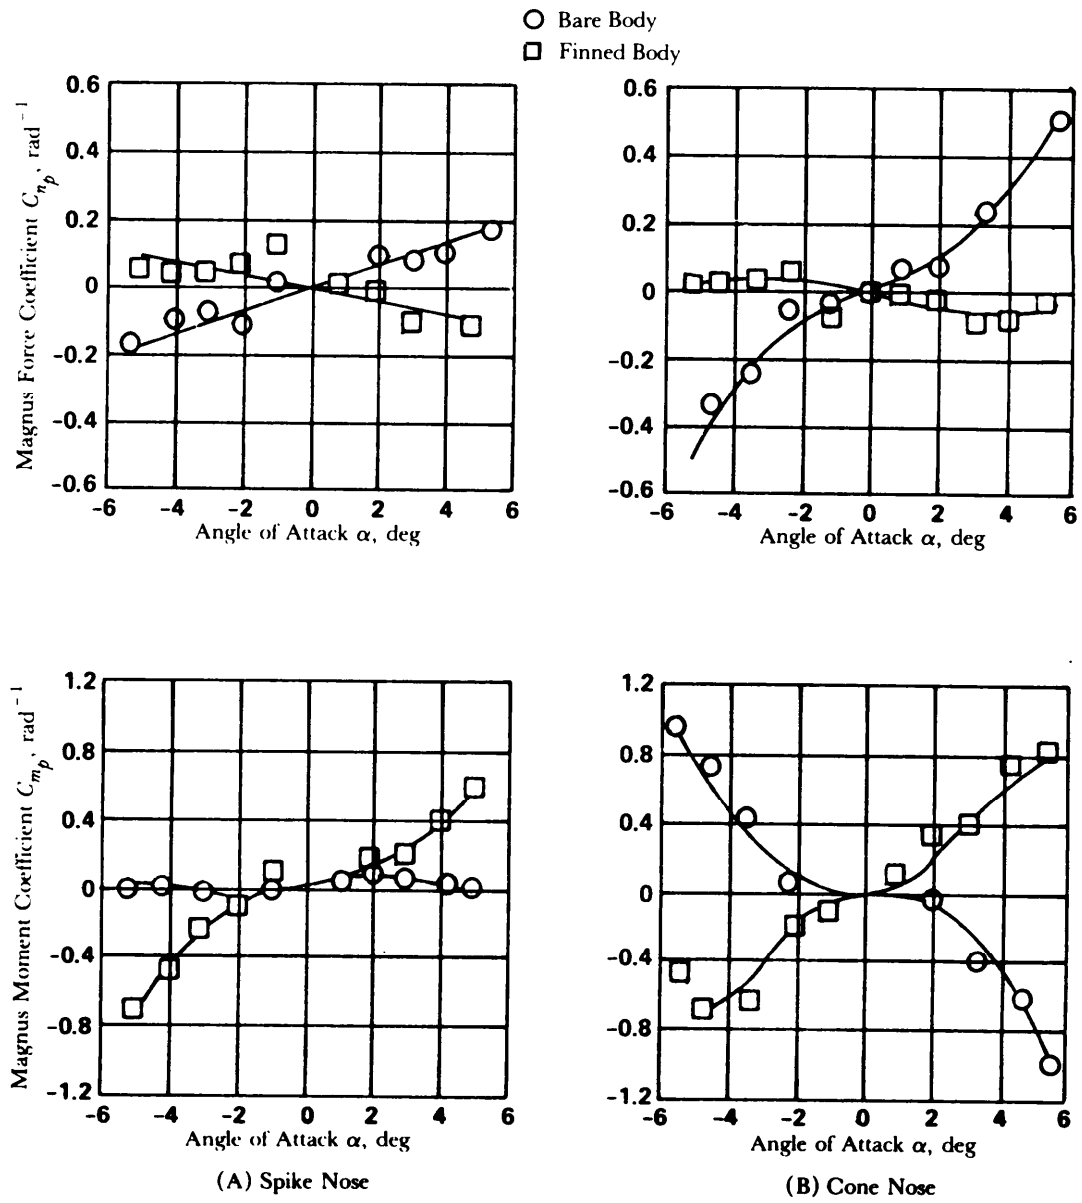 Bare Body
Finned Body
Magnus Force Coefficient C_{n_p}, rad^{-1}
0.6
0.4
0.2
0
-0.2
-0.4
-0.6
-6 -4 -2 0 2 4 6
Angle of Attack α, deg
0.6
0.4
0.2
0
-0.2
-0.4
-0.6
-6 -4 -2 0 2 4 6
Angle of Attack α, deg
Magnus Moment Coefficient C_{m_p}, rad^{-1}
1.2
0.8
0.4
0
-0.4
-0.8
-1.2
-6 -4 -2 0 2 4 6
Angle of Attack α, deg
(A) Spike Nose
1.2
0.8
0.4
0
-0.4
-0.8
-1.2
-6 -4 -2 0 2 4 6
Angle of Attack α, deg
(B) Cone Nose